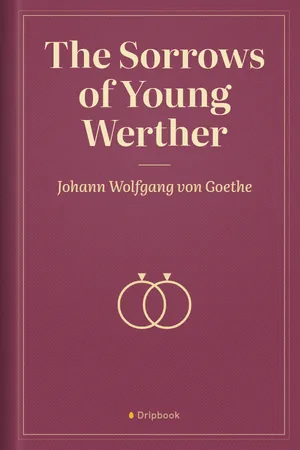 The Sorrows
of Young
Werther
Johann Wolfgang von Goethe
Dripbook